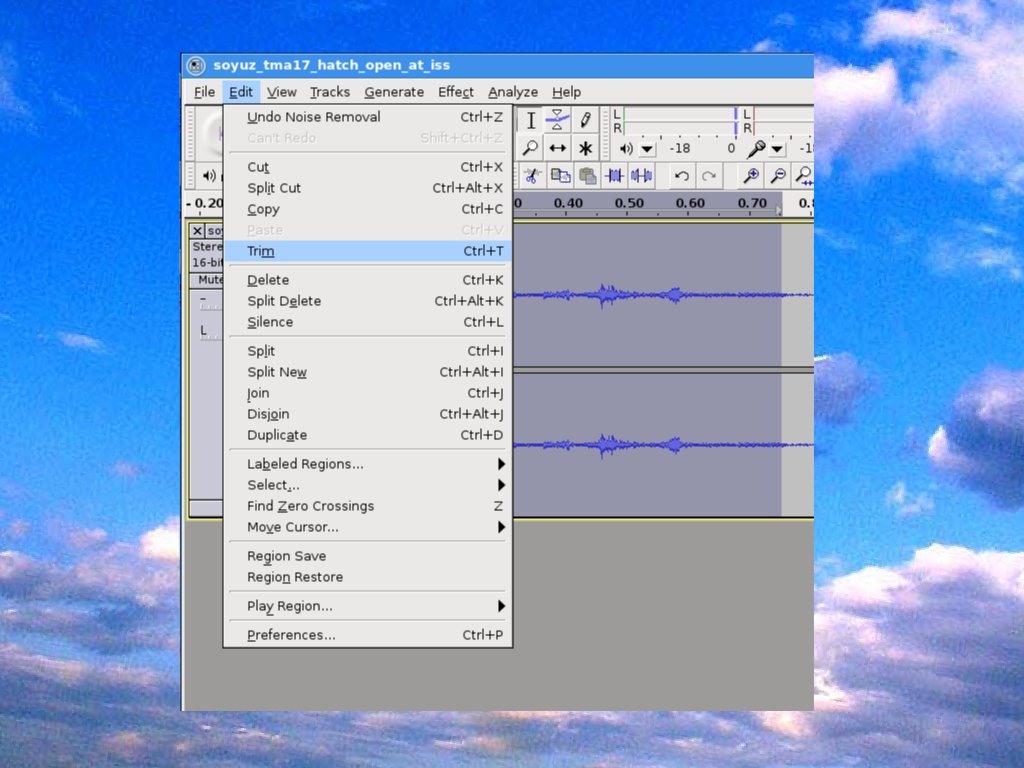 soyuz_tma17_hatch_open_at_iss
File Edit View Tracks Generate Effect Analyze Help
Undo Noise Removal Ctrl+Z
Can't Redo Shift+Ctrl+Z
Cut Ctrl+X
Split Cut Ctrl+Alt+X
Copy Ctrl+C
Paste Ctrl+V
Trim Ctrl+T
Delete Ctrl+K
Split Delete Ctrl+Alt+K
Silence Ctrl+L
Split Ctrl+I
Split New Ctrl+Alt+I
Join Ctrl+J
Disjoin Ctrl+Alt+J
Duplicate Ctrl+D
Labeled Regions...
Select...
Find Zero Crossings Z
Move Cursor...
Region Save
Region Restore
Play Region...
Preferences... Ctrl+P
L L
R R
-18 0
- 0.20 0.40 0.50 0.60 0.70
Mute
L